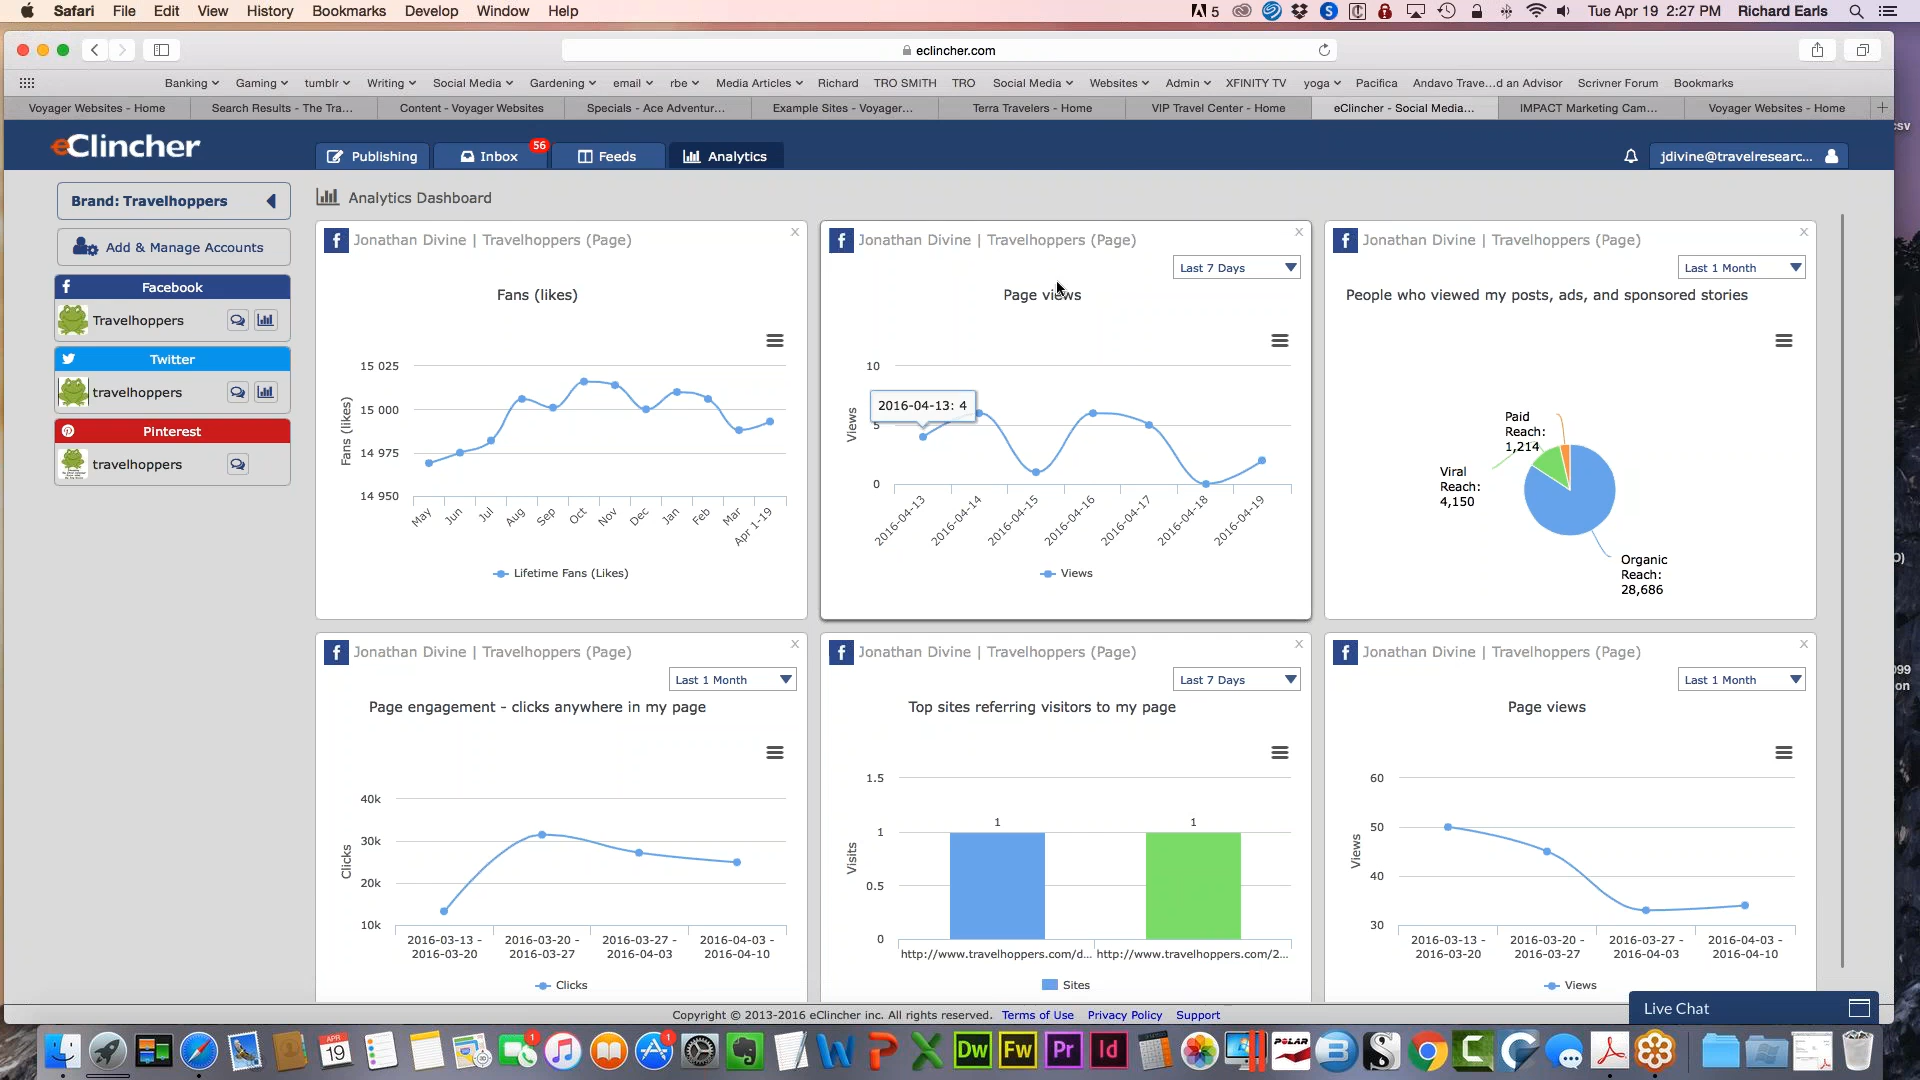 Safari File Edit View History Bookmarks Develop Window Help
5 Tue Apr 19 2:27 PM Richard Earls
eclincher.com
Banking Gaming tumblr Writing Social Media Gardening email rbe Media Articles Richard TRO SMITH TRO Social Media Websites Admin XFINITY TV yoga Pacifica Andavo Trave...d an Advisor Scrivner Forum Bookmarks
Voyager Websites - Home Search Results - The Tra... Content - Voyager Websites Specials - Ace Adventur... Example Sites - Voyager... Terra Travelers - Home VIP Travel Center - Home eClincher - Social Media... IMPACT Marketing Cam... Voyager Websites - Home +
csv
eClincher
Publishing Inbox 56 Feeds Analytics
jdivine@travelresearc...
Brand: Travelhoppers
Add & Manage Accounts
Facebook
Travelhoppers
Twitter
travelhoppers
Pinterest
travelhoppers
Analytics Dashboard
Jonathan Divine | Travelhoppers (Page) x
Fans (likes)
Fans (likes)
15 025
15 000
14 975
14 950
May Jun Jul Aug Sep Oct Nov Dec Jan Feb Mar Apr 1-19
Lifetime Fans (Likes)
Jonathan Divine | Travelhoppers (Page) x
Last 7 Days
Page views
Views
10
5
0
2016-04-13: 4
2016-04-13 2016-04-14 2016-04-15 2016-04-16 2016-04-17 2016-04-18 2016-04-19
Views
Jonathan Divine | Travelhoppers (Page) x
Last 1 Month
People who viewed my posts, ads, and sponsored stories
Paid
Reach:
1,214
Viral
Reach:
4,150
Organic
Reach:
28,686
Jonathan Divine | Travelhoppers (Page) x
Last 1 Month
Page engagement - clicks anywhere in my page
Clicks
40k
30k
20k
10k
2016-03-13 - 2016-03-20 - 2016-03-27 - 2016-04-03 -
2016-03-20 2016-03-27 2016-04-03 2016-04-10
Clicks
Jonathan Divine | Travelhoppers (Page) x
Last 7 Days
Top sites referring visitors to my page
Visits
1.5
1
0.5
0
1 1
http://www.travelhoppers.com/d... http://www.travelhoppers.com/2...
Sites
Jonathan Divine | Travelhoppers (Page) x
Last 1 Month
Page views
Views
60
50
40
30
2016-03-13 - 2016-03-20 - 2016-03-27 - 2016-04-03 -
2016-03-20 2016-03-27 2016-04-03 2016-04-10
Views
Live Chat
Copyright © 2013-2016 eClincher inc. All rights reserved. Terms of Use Privacy Policy Support
APR
19
1
1
Dw Fw Pr Id
POLAR